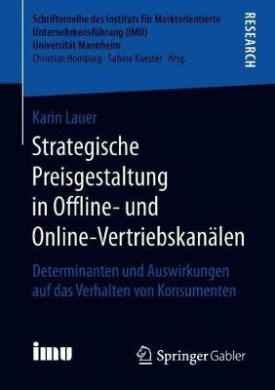 Schriftenreihe des Instituts für Marktorientierte
Unternehmensführung (IMU)
Universität Mannheim
Christian Homburg · Sabine Kuester Hrsg.
RESEARCH
Karin Lauer
Strategische
Preisgestaltung
in Offline- und
Online-Vertriebskanälen
Determinanten und Auswirkungen
auf das Verhalten von Konsumenten
imu
Springer Gabler